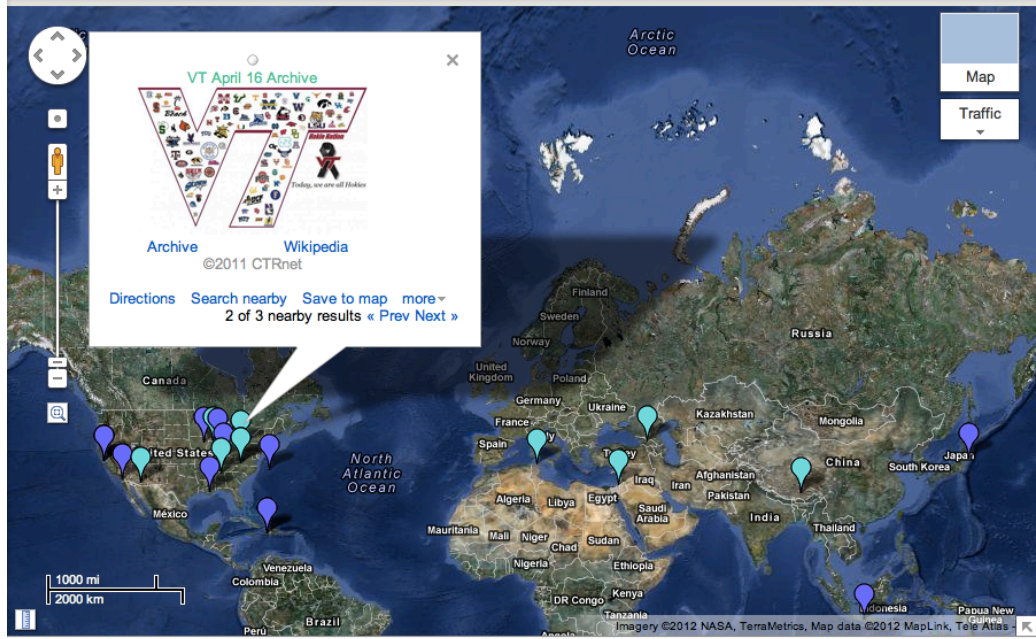 Arctic
Ocean
Map
Traffic
VT April 16 Archive
Hokie Nation
Today, we are all Hokies
Archive
Wikipedia
©2011 CTRnet
Directions Search nearby Save to map more
2 of 3 nearby results « Prev Next »
Finland
Sweden
Norway
Russia
United
Kingdom
Poland
Canada
Germany
Ukraine
France
Kazakhstan
Mongolia
Spain
North
Atlantic
Ocean
China
Japan
South Korea
Iraq
Iran
Afghanistan
Pakistan
Algeria
Libya
Egypt
Saudi
Arabia
México
India
Thailand
Mauritania
Mali
Niger
Chad
Sudan
Nigeria
Ethiopia
Venezuela
Colombia
DR Congo
Kenya
Tanzania
Papua New
Guinea
Brazil
Perú
Angola
1000 mi
2000 km
Imagery ©2012 NASA, TerraMetrics, Map data ©2012 MapLink, Tele Atlas -